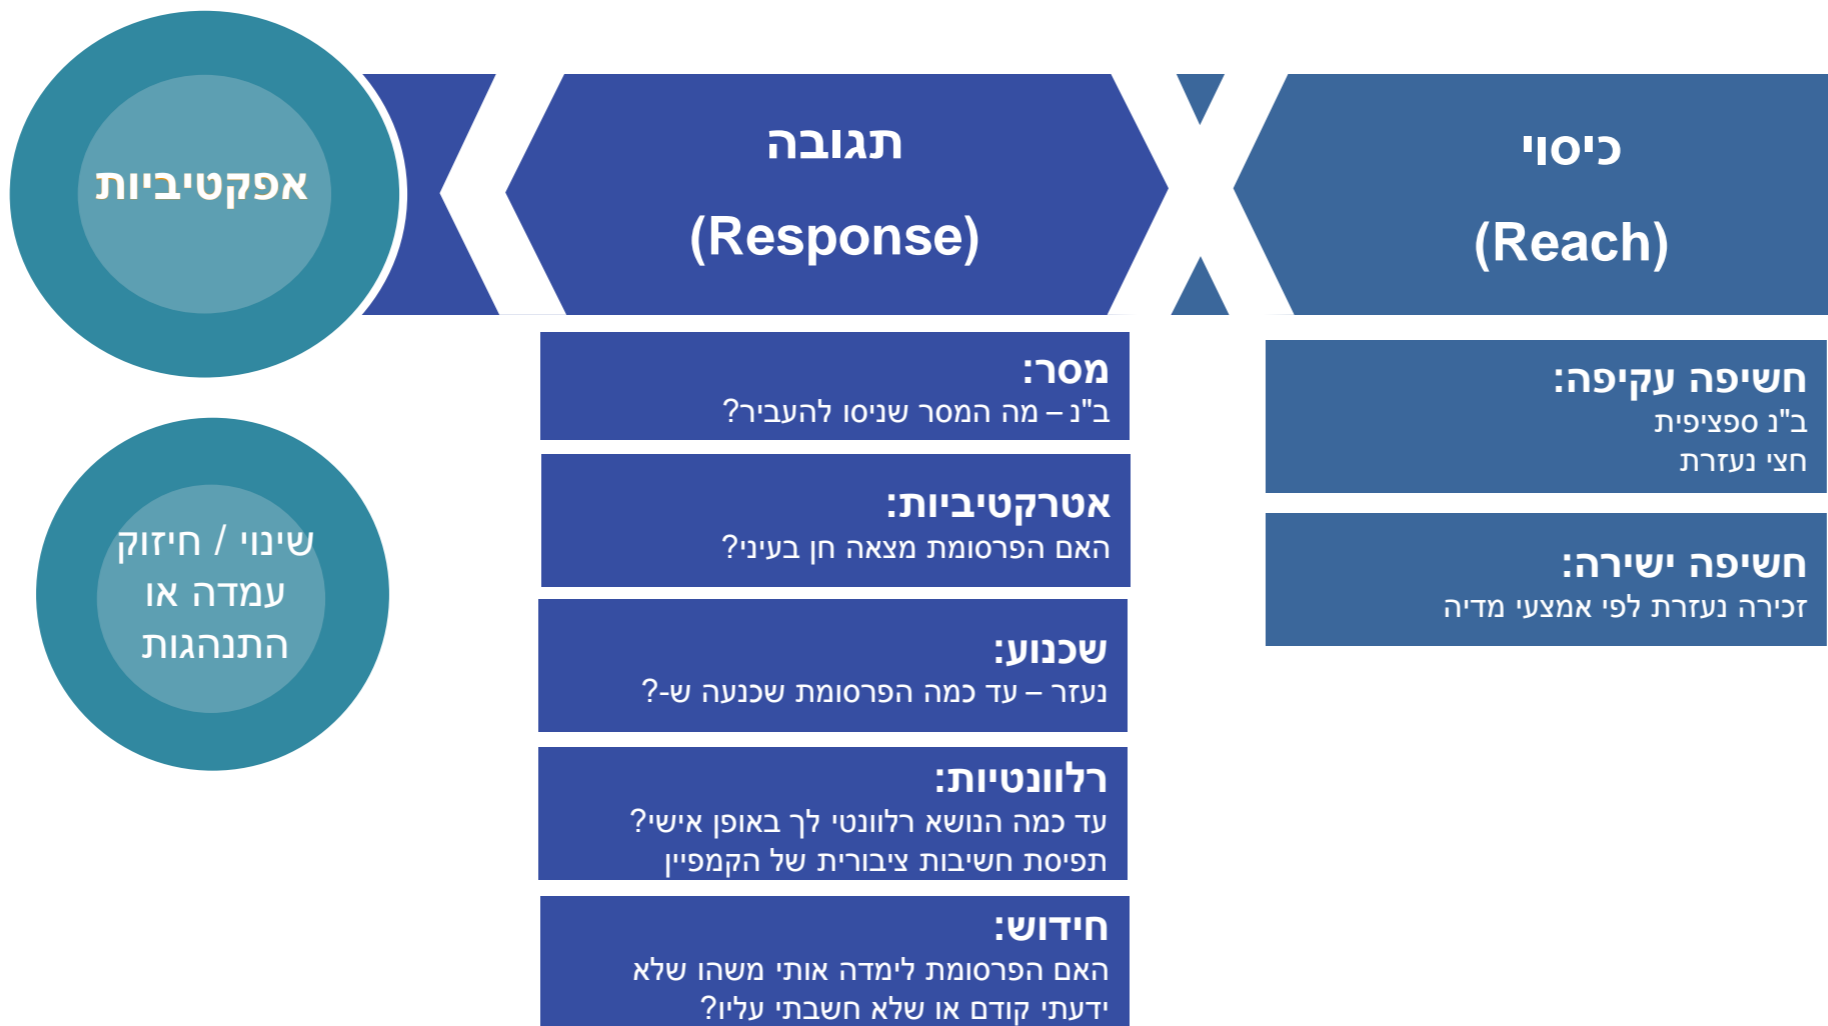 כיסוי
(Reach)
חשיפה עקיפה:
ב"נ ספציפית
חצי נעזרת
חשיפה ישירה:
זכירה נעזרת לפי אמצעי מדיה
תגובה
(Response)
מסר:
ב"נ – מה המסר שניסו להעביר?
אטרקטיביות:
האם הפרסומת מצאה חן בעיני?
שכנוע:
נעזר – עד כמה הפרסומת שכנעה ש-?
רלוונטיות:
עד כמה הנושא רלוונטי לך באופן אישי?
תפיסת חשיבות ציבורית של הקמפיין
חידוש:
האם הפרסומת לימדה אותי משהו שלא
ידעתי קודם או שלא חשבתי עליו?
אפקטיביות
שינוי / חיזוק
עמדה או
התנהגות